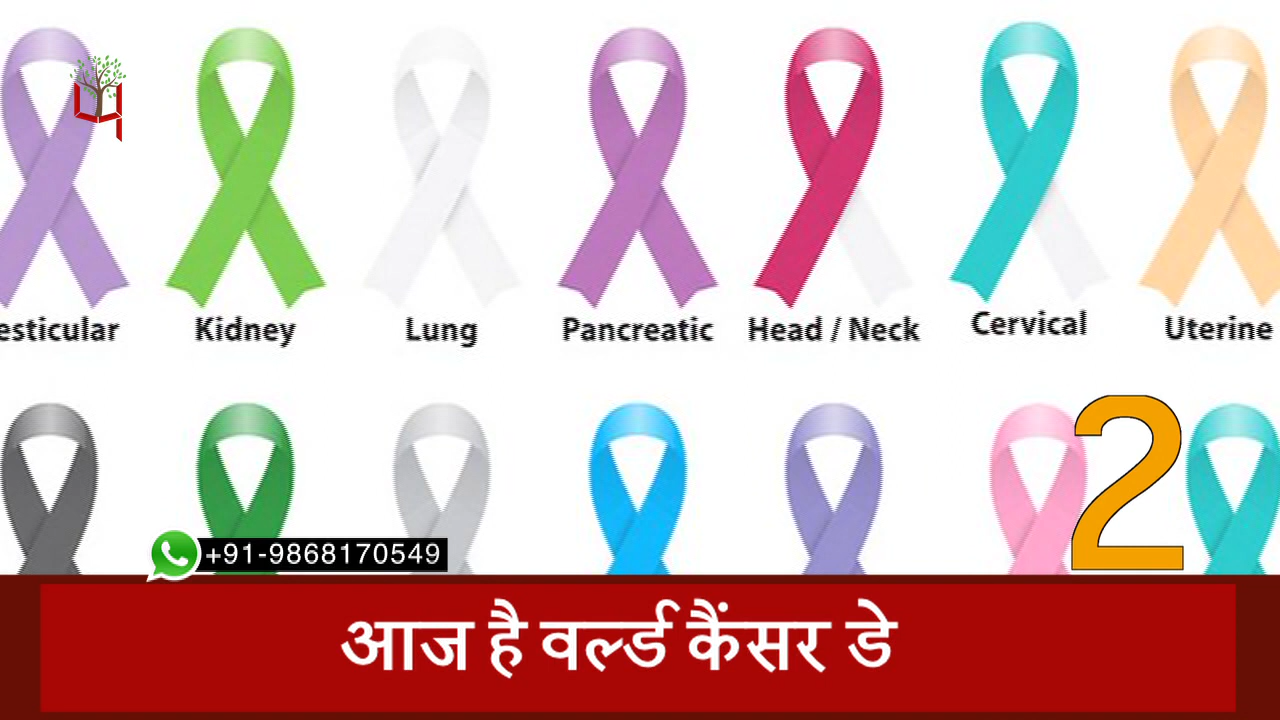 esticular
Kidney
Lung
Pancreatic
Head / Neck
Cervical
Uterine
2
+91-9868170549
आज है वर्ल्ड कैंसर डे